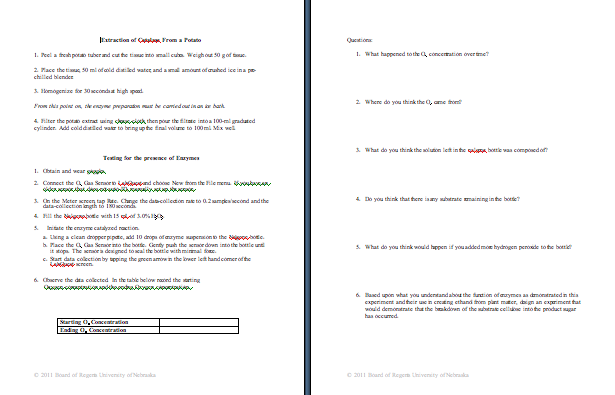 Extraction of Catalase From a Potato
1. Peel a fresh potato tuber and cut the tissue into small cubes. Weigh out 50 g of tissue.
2. Place the tissue, 50 ml of cold distilled water, and a small amount of crushed ice in a pre-
chilled blender.
3. Homogenize for 30 seconds at high speed.
From this point on, the enzyme preparation must be carried out in an ice bath.
4. Filter the potato extract using cheese cloth, then pour the filtrate into a 100-ml graduated
cylinder. Add cold distilled water to bring up the final volume to 100 ml. Mix well.
Testing for the presence of Enzymes
1. Obtain and wear goggles.
2. Connect the O2 Gas Sensor to LabQuest and choose New from the File menu. If you have an
3. On the Meter screen, tap Rate. Change the data-collection rate to 0.2 samples/second and the
data-collection length to 180 seconds.
4. Fill the Nalgene bottle with 15 mL of 3.0% H2O2.
5. Initiate the enzyme catalyzed reaction.
a. Using a clean dropper pipette, add 10 drops of enzyme suspension to the Nalgene bottle.
b. Place the O2 Gas Sensor into the bottle. Gently push the sensor down into the bottle until
it stops. The sensor is designed to seal the bottle with minimal force.
c. Start data collection by tapping the green arrow in the lower left hand corner of the
LabQuest screen.
6. Observe the data collected. In the table below record the starting
Oxygen concentration and the ending Oxygen concentration.
Starting O2 Concentration
Ending O2 Concentration
© 2011 Board of Regents University of Nebraska
Questions:
1. What happened to the O2 concentration over time?
2. Where do you think the O2 came from?
3. What do you think the solution left in the nalgene bottle was composed of?
4. Do you think that there is any substrate remaining in the bottle?
5. What do you think would happen if you added more hydrogen peroxide to the bottle?
6. Based upon what you understand about the function of enzymes as demonstrated in this
experiment and their use in creating ethanol from plant matter, design an experiment that
would demonstrate that the breakdown of the substrate cellulose into the product sugar
has occurred.
© 2011 Board of Regents University of Nebraska